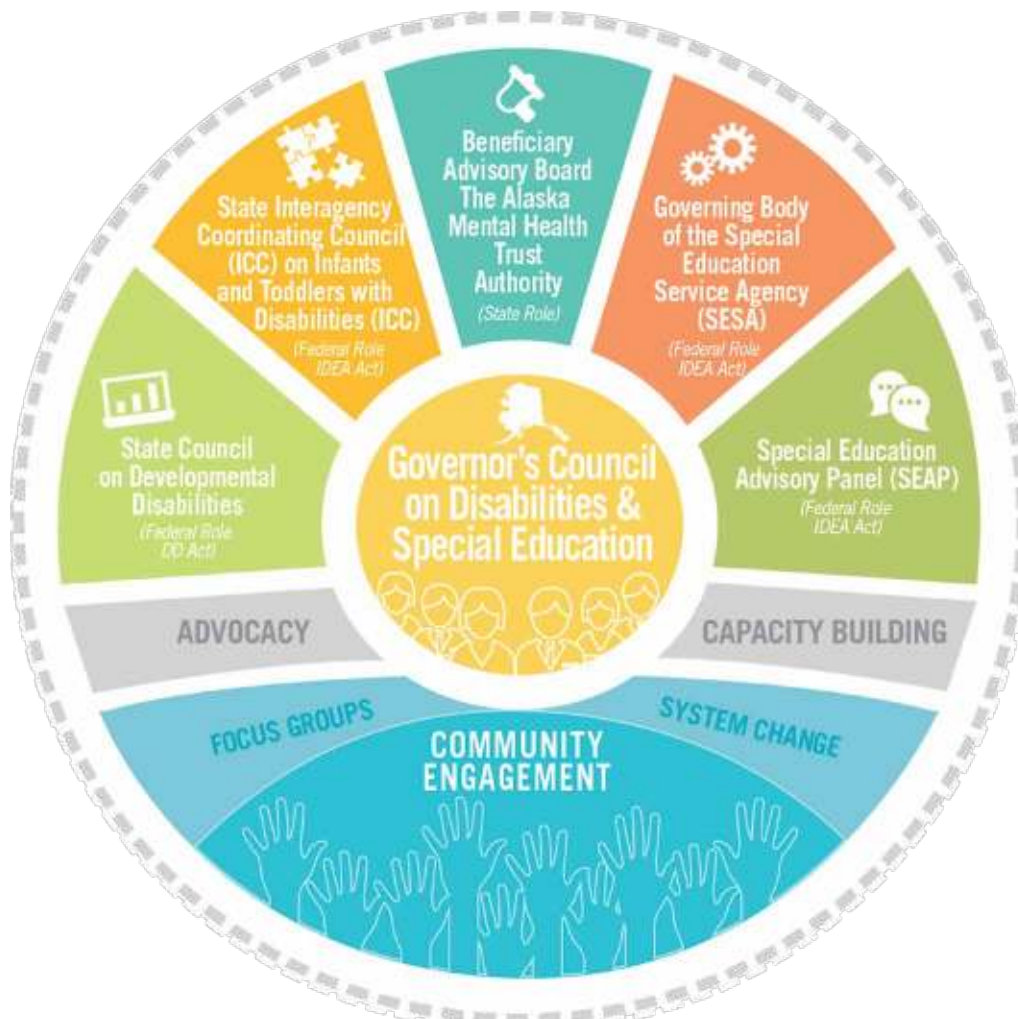 State Council
on Developmental
Disabilities
(Federal Role
DD Act)
State Interagency
Coordinating Council
(ICC) on Infants
and Toddlers with
Disabilities (ICC)
(Federal Role
IDEA Act)
Beneficiary
Advisory Board
The Alaska
Mental Health
Trust
Authority
(State Role)
Governing Body
of the Special
Education
Service Agency
(SESA)
(Federal Role
IDEA Act)
Special Education
Advisory Panel (SEAP)
(Federal Role
IDEA Act)
Governor's Council
on Disabilities &
Special Education
ADVOCACY
CAPACITY BUILDING
FOCUS GROUPS
SYSTEM CHANGE
COMMUNITY
ENGAGEMENT